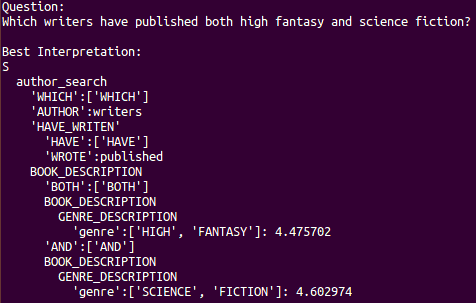 Question:
Which writers have published both high fantasy and science fiction?
Best Interpretation:
S
  author_search
    'WHICH':['WHICH']
    'AUTHOR':writers
    'HAVE_WRITEN'
      'HAVE':['HAVE']
      'WROTE':published
    BOOK_DESCRIPTION
      'BOTH':['BOTH']
      BOOK_DESCRIPTION
        GENRE_DESCRIPTION
          'genre':['HIGH', 'FANTASY']: 4.475702
      'AND':['AND']
      BOOK_DESCRIPTION
        GENRE_DESCRIPTION
          'genre':['SCIENCE', 'FICTION']: 4.602974